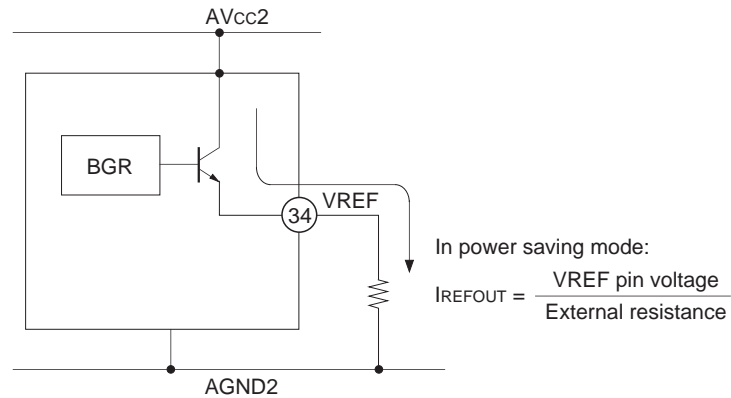 AVcc2
BGR
34
VREF
In power saving mode:
IREFOUT = VREF pin voltage
External resistance
AGND2